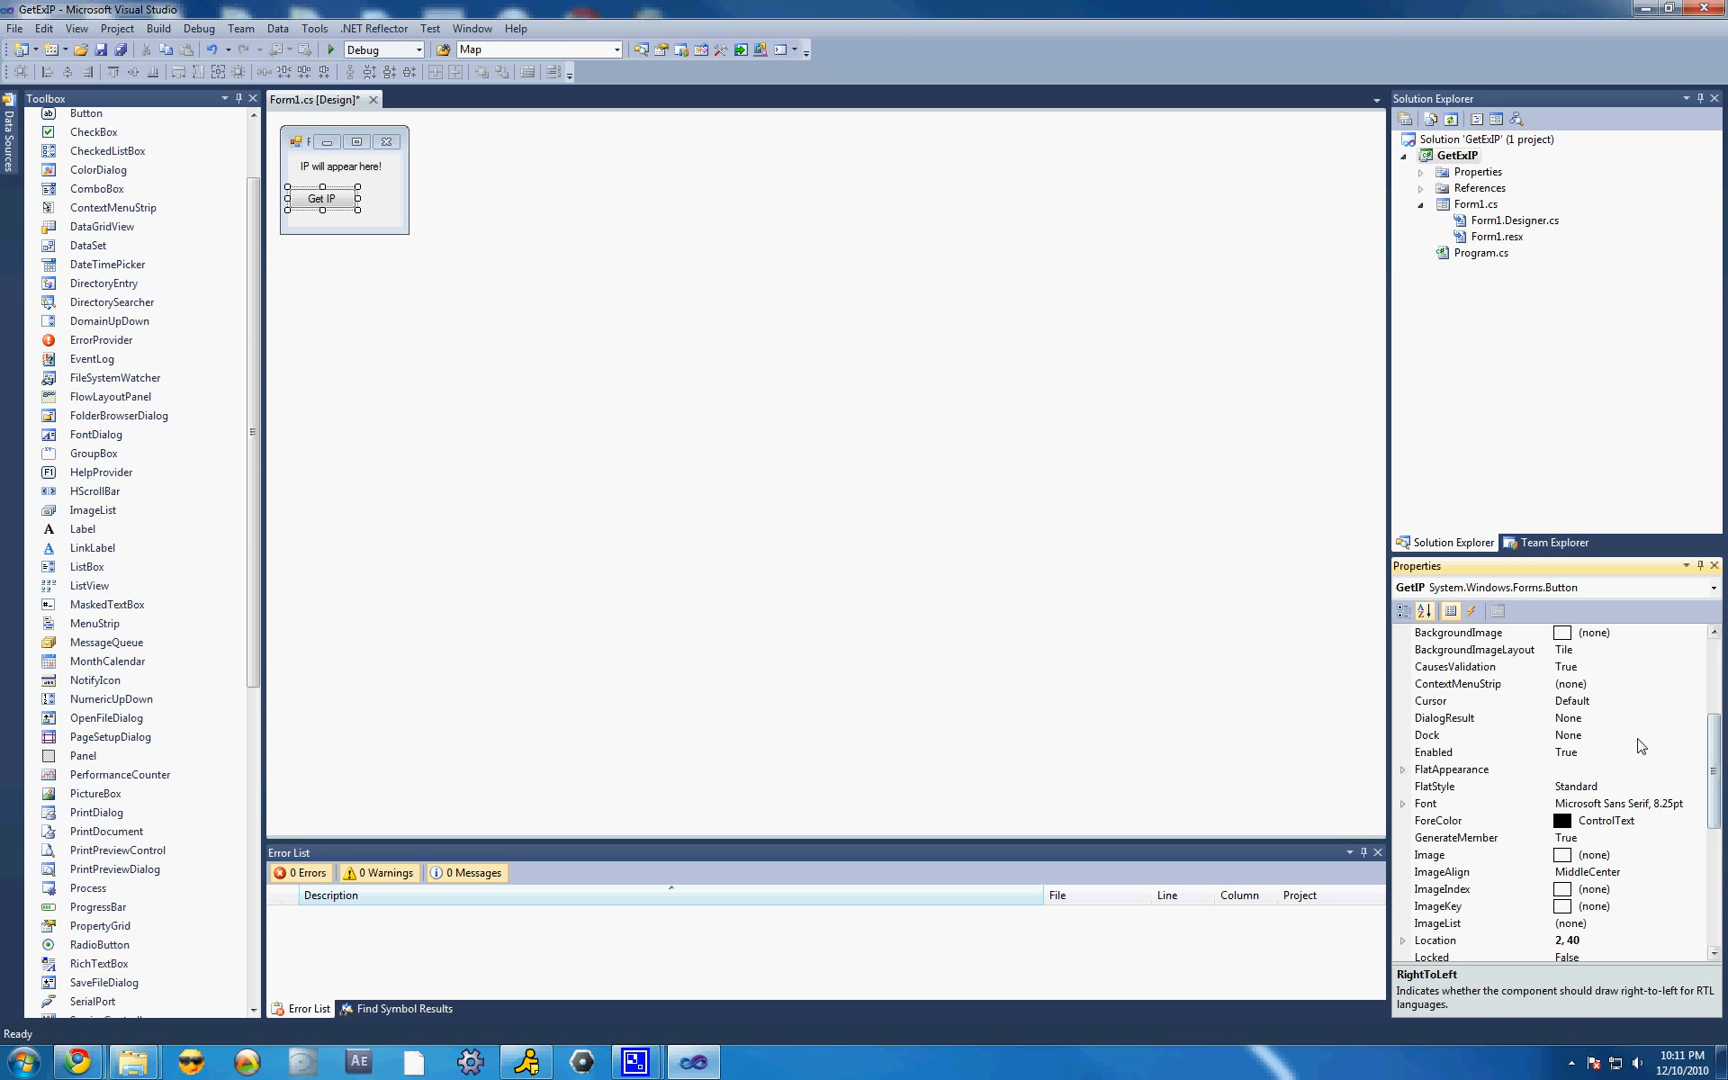 GetExIP - Microsoft Visual Studio
File Edit View Project Build Debug Team Data Tools .NET Reflector Test Window Help
Debug Map
Data Sources
Toolbox
Button
CheckBox
CheckedListBox
ColorDialog
ComboBox
ContextMenuStrip
DataGridView
DataSet
DateTimePicker
DirectoryEntry
DirectorySearcher
DomainUpDown
ErrorProvider
EventLog
FileSystemWatcher
FlowLayoutPanel
FolderBrowserDialog
FontDialog
GroupBox
HelpProvider
HScrollBar
ImageList
Label
LinkLabel
ListBox
ListView
MaskedTextBox
MenuStrip
MessageQueue
MonthCalendar
NotifyIcon
NumericUpDown
OpenFileDialog
PageSetupDialog
Panel
PerformanceCounter
PictureBox
PrintDialog
PrintDocument
PrintPreviewControl
PrintPreviewDialog
Process
ProgressBar
PropertyGrid
RadioButton
RichTextBox
SaveFileDialog
SerialPort
Form1.cs [Design]*
IP will appear here!
Get IP
Error List
0 Errors 0 Warnings 0 Messages
Description File Line Column Project
Error List Find Symbol Results
Solution Explorer
Solution 'GetExIP' (1 project)
GetExIP
Properties
References
Form1.cs
Form1.Designer.cs
Form1.resx
Program.cs
Solution Explorer Team Explorer
Properties
GetIP System.Windows.Forms.Button
BackgroundImage (none)
BackgroundImageLayout Tile
CausesValidation True
ContextMenuStrip (none)
Cursor Default
DialogResult None
Dock None
Enabled True
FlatAppearance
FlatStyle Standard
Font Microsoft Sans Serif, 8.25pt
ForeColor ControlText
GenerateMember True
Image (none)
ImageAlign MiddleCenter
ImageIndex (none)
ImageKey (none)
ImageList (none)
Location 2, 40
Locked False
RightToLeft
Indicates whether the component should draw right-to-left for RTL
languages.
Ready
AE
10:11 PM
12/10/2010